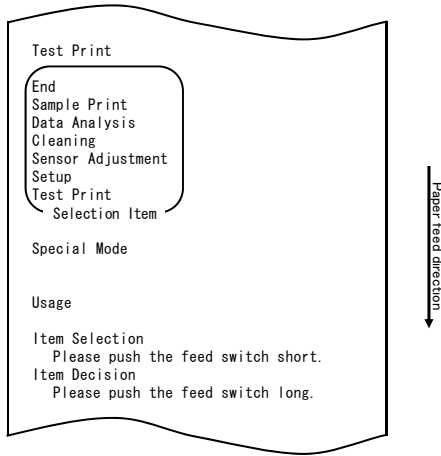 Test Print
End
Sample Print
Data Analysis
Cleaning
Sensor Adjustment
Setup
Test Print
Selection Item
Special Mode
Usage
Item Selection
Please push the feed switch short.
Item Decision
Please push the feed switch long.
Paper feed direction